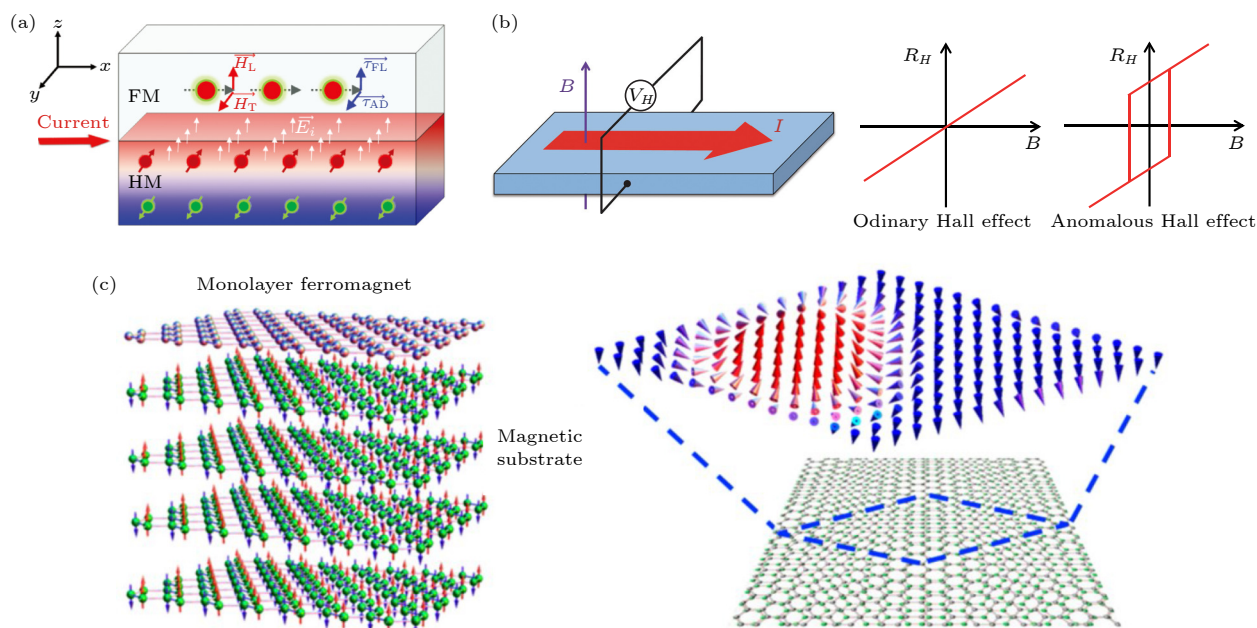 (a)
z
x
y
FM
H_L
H_T
τ_FL
τ_AD
Current
E_i
HM
(b)
B
V_H
I
R_H
B
Odinary Hall effect
R_H
B
Anomalous Hall effect
(c)
Monolayer ferromagnet
Magnetic
substrate